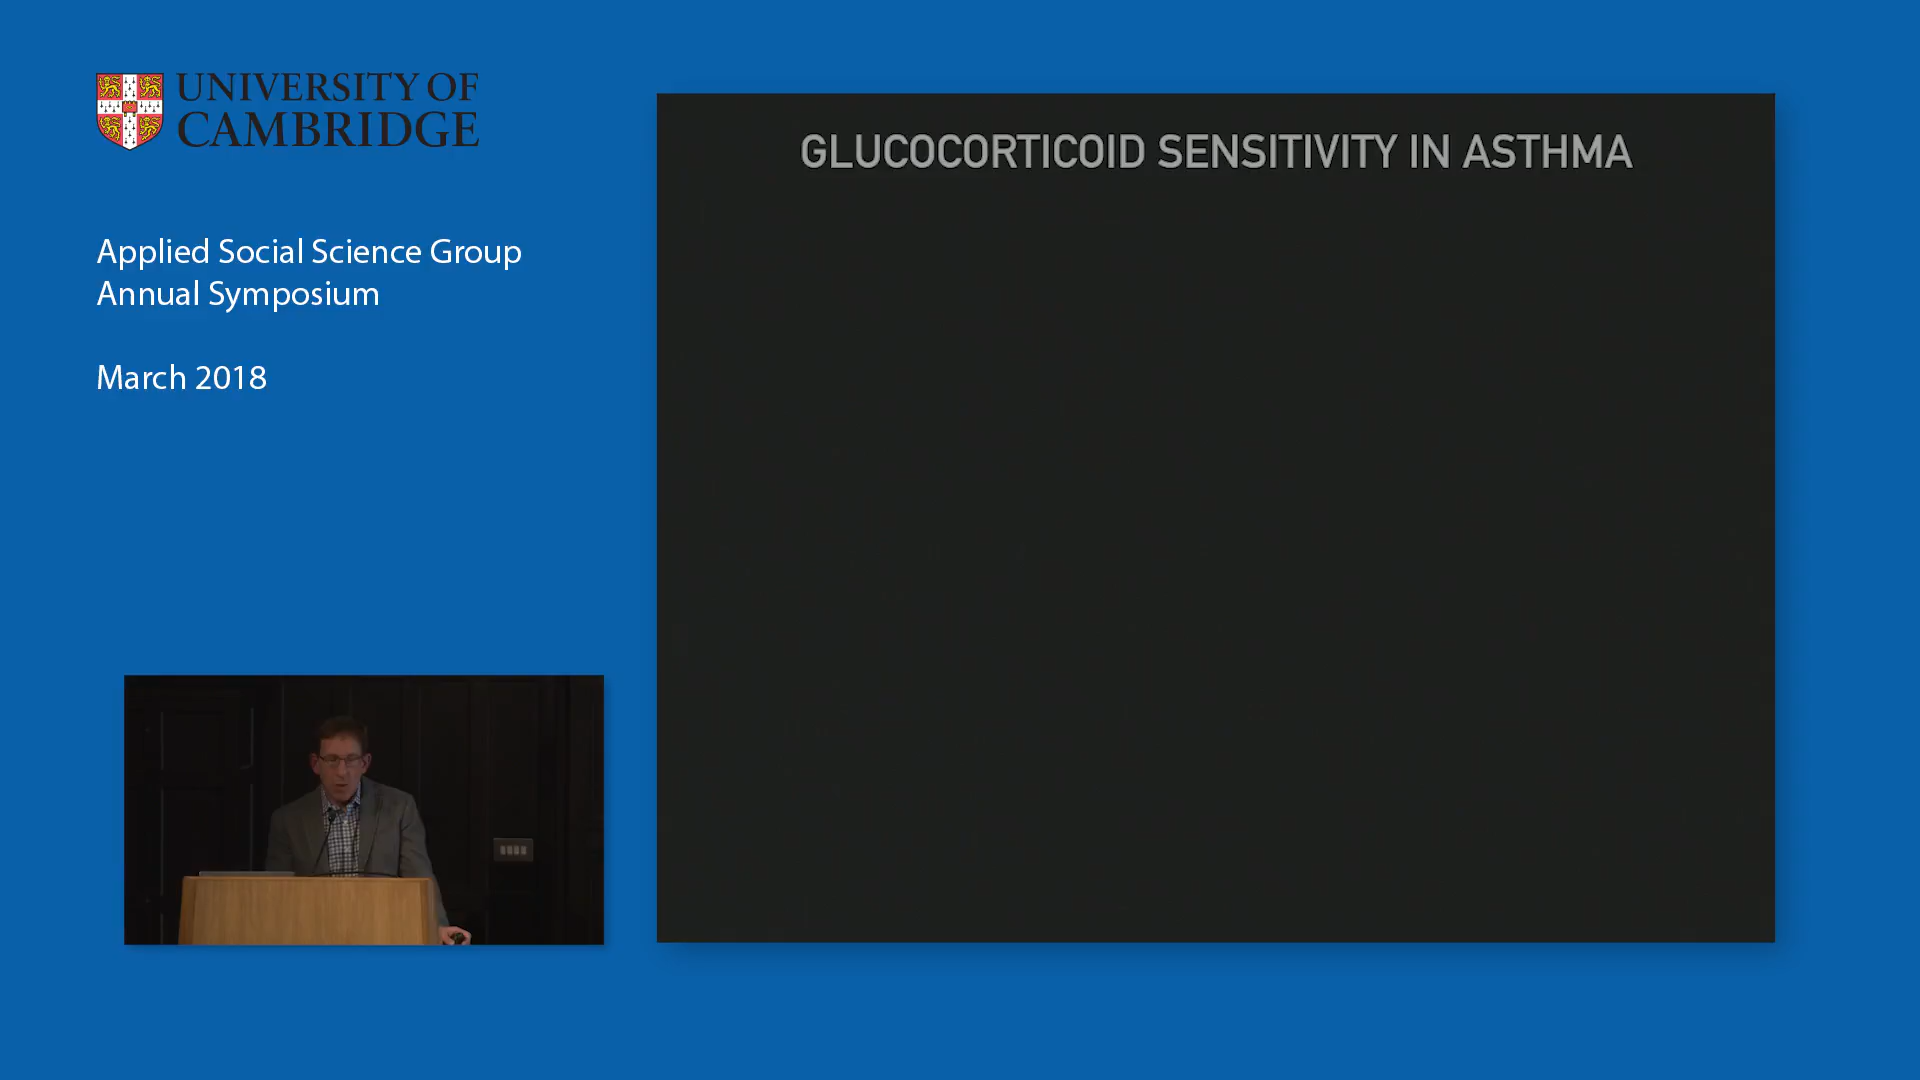 UNIVERSITY OF
CAMBRIDGE
Applied Social Science Group
Annual Symposium
March 2018
GLUCOCORTICOID SENSITIVITY IN ASTHMA